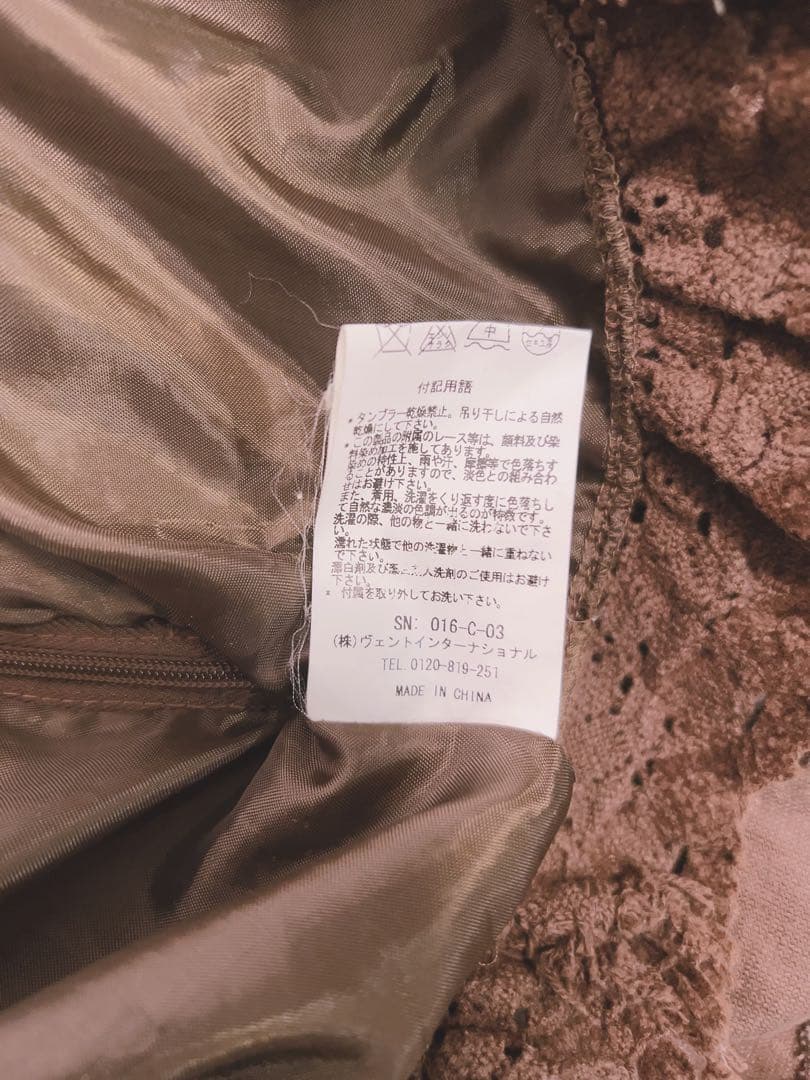 中
セキユ系
付記用語
* タンブラー乾燥禁止。吊り干しによる自然
乾燥にして下さい。
* この製品の附属のレース等は、顔料及び染
料染め加工を施してあります。
染めの特性上、雨や汗、摩擦等で色落ちす
ることがありますので、淡色との組み合わ
せはお避け下さい。
また、着用、洗濯をくり返す度に色落ちし
て自然な濃淡の色調が出るのが特徴です。
洗濯の際、他の物と一緒に洗わないで下さ
い。
濡れた状態で他の洗濯物と一緒に重ねない
で下さい。
漂白剤及び漂白剤入洗剤のご使用はお避け
下さい。
* 付属を取り外してお洗い下さい。
SN: 016-C-03
(株)ヴェントインターナショナル
TEL 0120-819-251
MADE IN CHINA